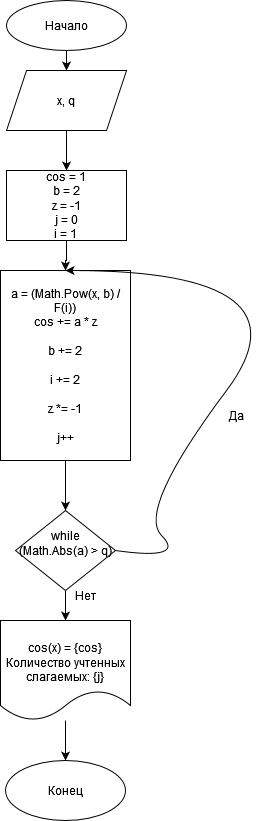 Начало
x, q
cos = 1
b = 2
z = -1
j = 0
i = 1
a = (Math.Pow(x, b) /
F(i))
cos += a * z
b += 2
i += 2
z *= -1
j++
Да
while
(Math.Abs(a) > q)
Нет
cos(x) = {cos}
Количество учтенных
слагаемых: {j}
Конец